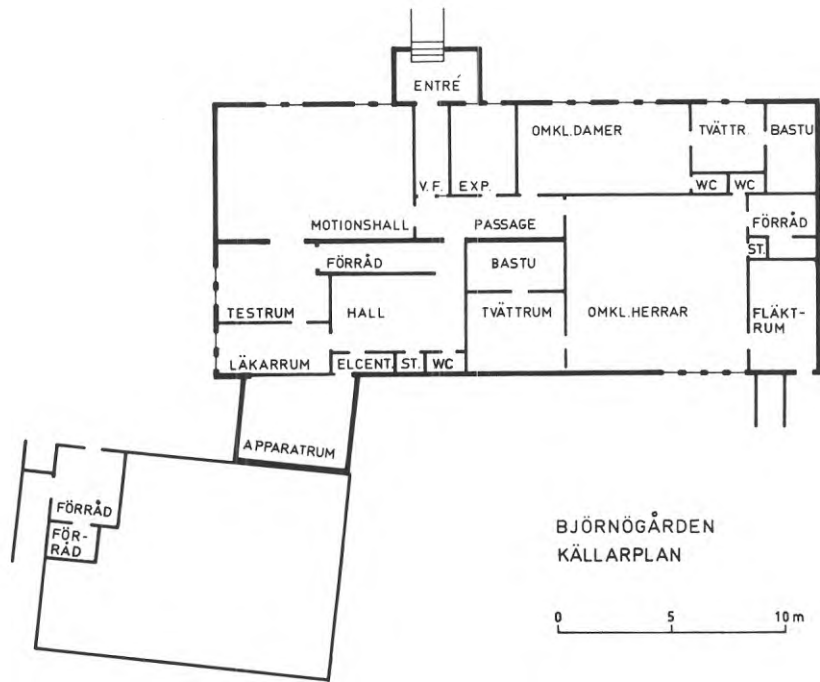 ENTRÉ
OMKL.DAMER
TVÄTTR.
BASTU
V.F.
EXP.
WC
WC
MOTIONSHALL
PASSAGE
FÖRRÅD
ST.
FÖRRÅD
BASTU
TESTRUM
HALL
TVÄTTRUM
OMKL.HERRAR
FLÄKT-
RUM
LÄKARRUM
ELCENT.
ST.
WC
APPARATRUM
FÖRRÅD
FÖR-
RÅD
BJÖRNÖGÅRDEN
KÄLLARPLAN
0 5 10 m